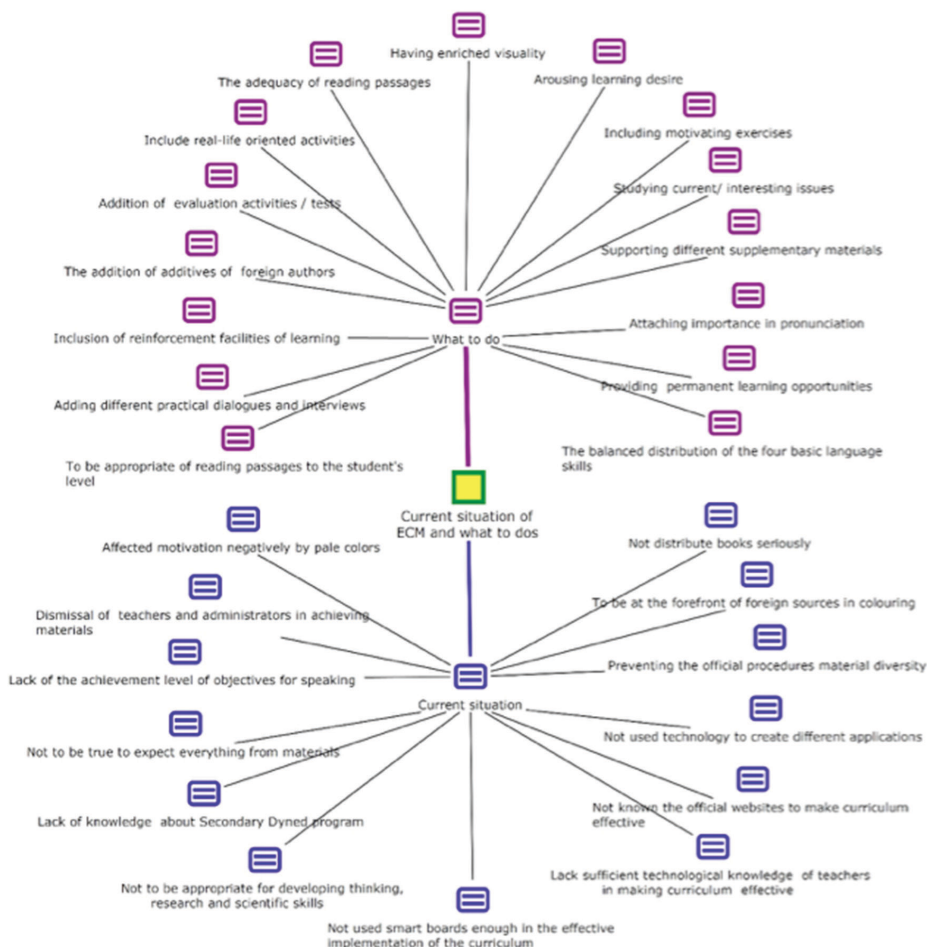 Having enriched visuality
The adequacy of reading passages
Arousing learning desire
Include real-life oriented activities
Including motivating exercises
Addition of evaluation activities / tests
Studying current/ interesting issues
The addition of additives of foreign authors
Supporting different supplementary materials
Inclusion of reinforcement facilities of learning
What to do
Attaching importance in pronunciation
Adding different practical dialogues and interviews
Providing permanent learning opportunities
To be appropriate of reading passages to the student's
level
The balanced distribution of the four basic language
skills
Current situation of
ECM and what to dos
Affected motivation negatively by pale colors
Not distribute books seriously
Dismissal of teachers and administrators in achieving
materials
To be at the forefront of foreign sources in colouring
Lack of the achievement level of objectives for speaking
Preventing the official procedures material diversity
Current situation
Not to be true to expect everything from materials
Not used technology to create different applications
Lack of knowledge about Secondary Dyned program
Not known the official websites to make curriculum
effective
Not to be appropriate for developing thinking,
research and scientific skills
Lack sufficient technological knowledge of teachers
in making curriculum effective
Not used smart boards enough in the effective
implementation of the curriculum